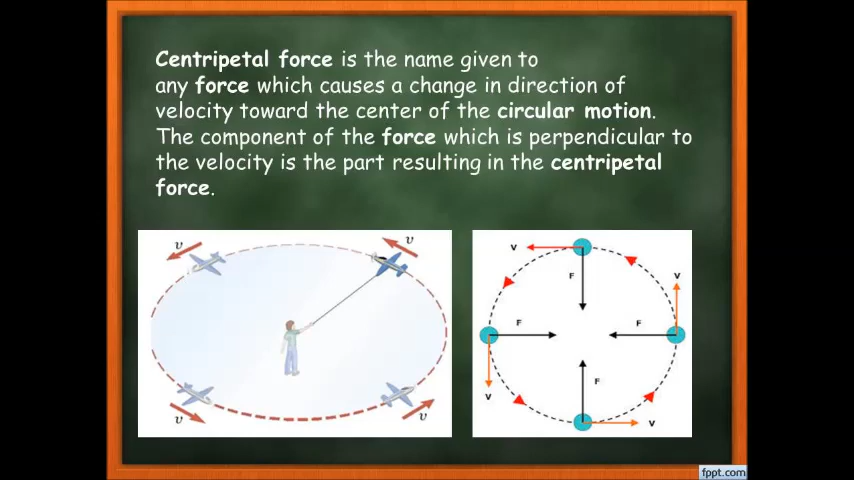 Centripetal force is the name given to
any force which causes a change in direction of
velocity toward the center of the circular motion.
The component of the force which is perpendicular to
the velocity is the part resulting in the centripetal
force.
v
v
v
v
V
F
V
F
F
V
F
V
fppt.com